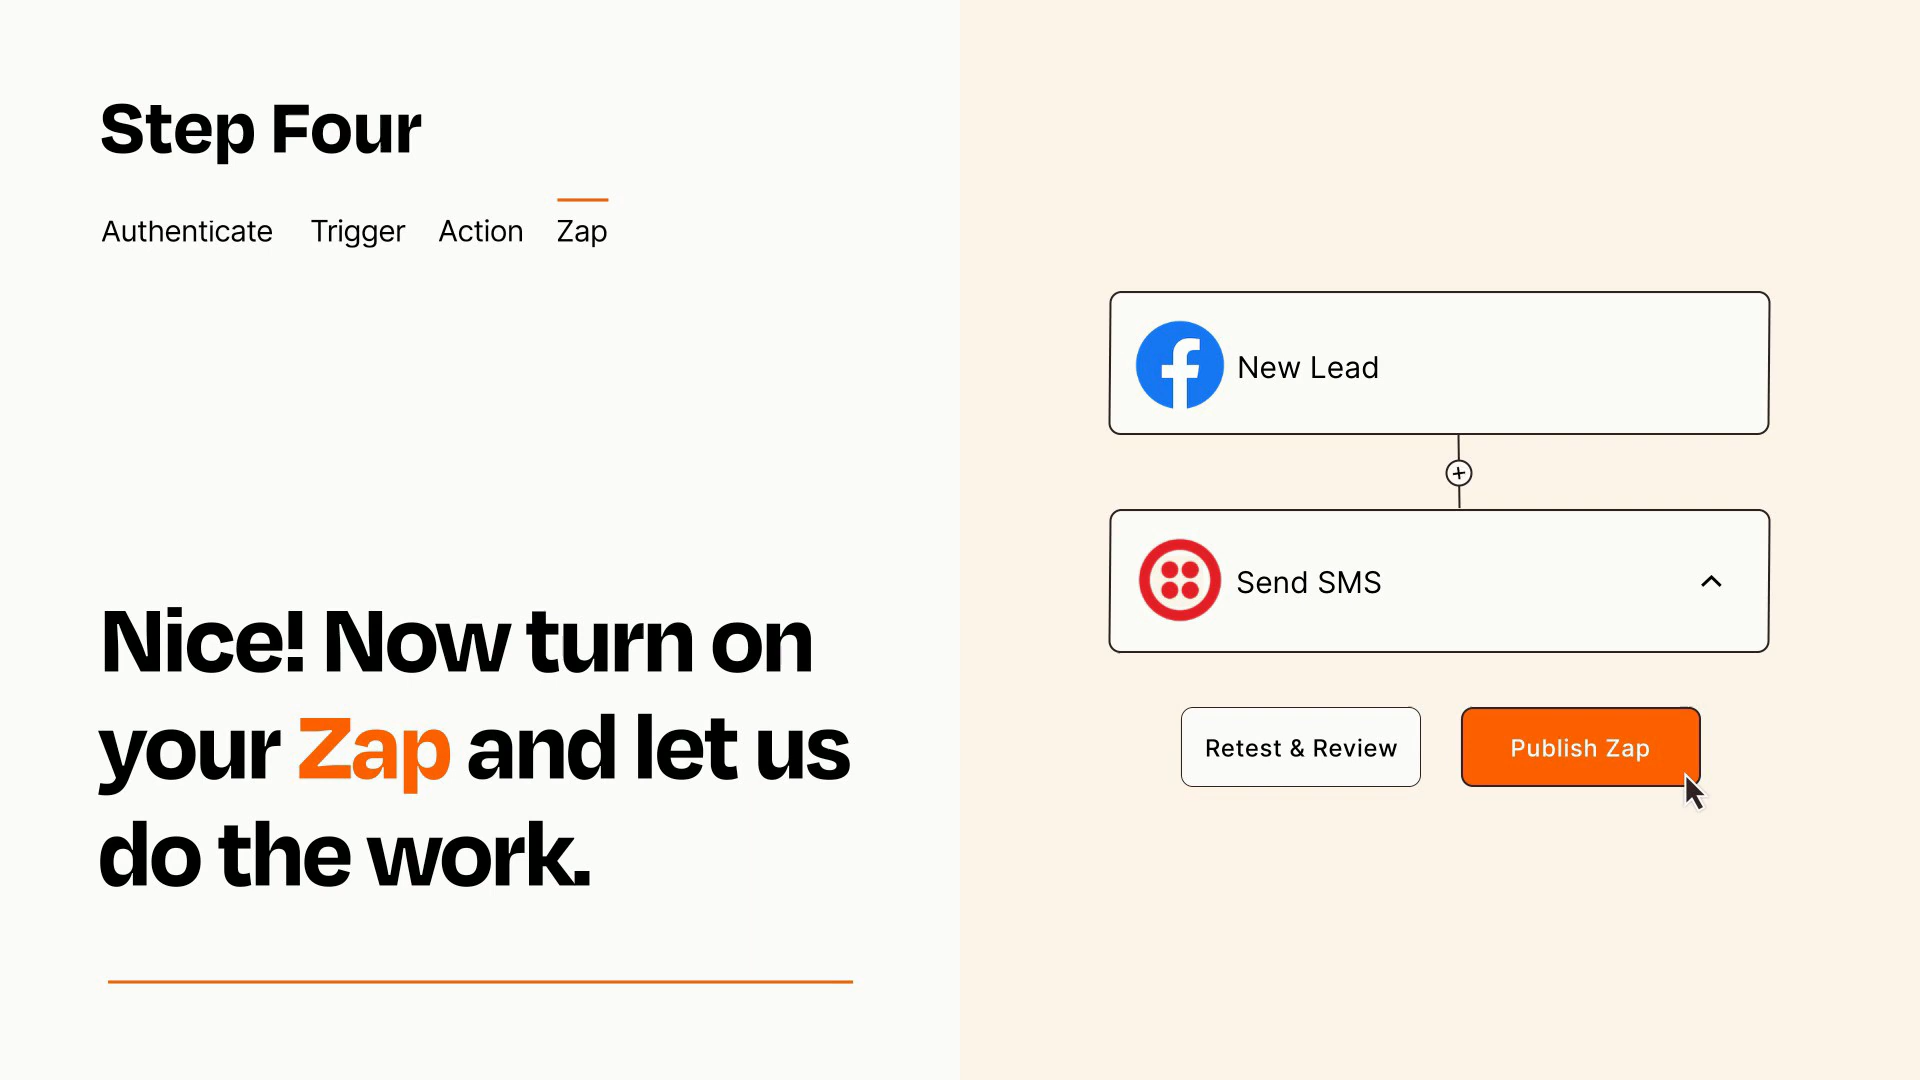 Step Four
Authenticate Trigger Action Zap
Nice! Now turn on
your Zap and let us
do the work.
New Lead
Send SMS
Retest & Review
Publish Zap